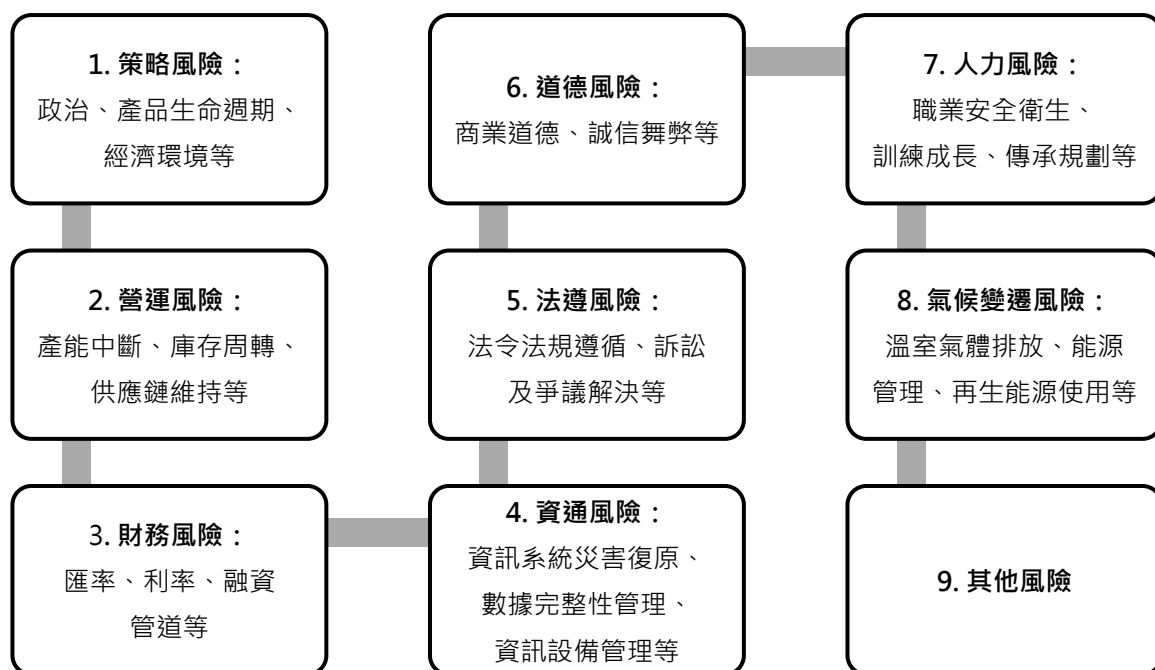 1. 策略風險：
政治、產品生命週期、
經濟環境等
2. 營運風險：
產能中斷、庫存周轉、
供應鏈維持等
3. 財務風險：
匯率、利率、融資
管道等
4. 資通風險：
資訊系統災害復原、
數據完整性管理、
資訊設備管理等
5. 法遵風險：
法令法規遵循、訴訟
及爭議解決等
6. 道德風險：
商業道德、誠信舞弊等
7. 人力風險：
職業安全衛生、
訓練成長、傳承規劃等
8. 氣候變遷風險：
溫室氣體排放、能源
管理、再生能源使用等
9. 其他風險